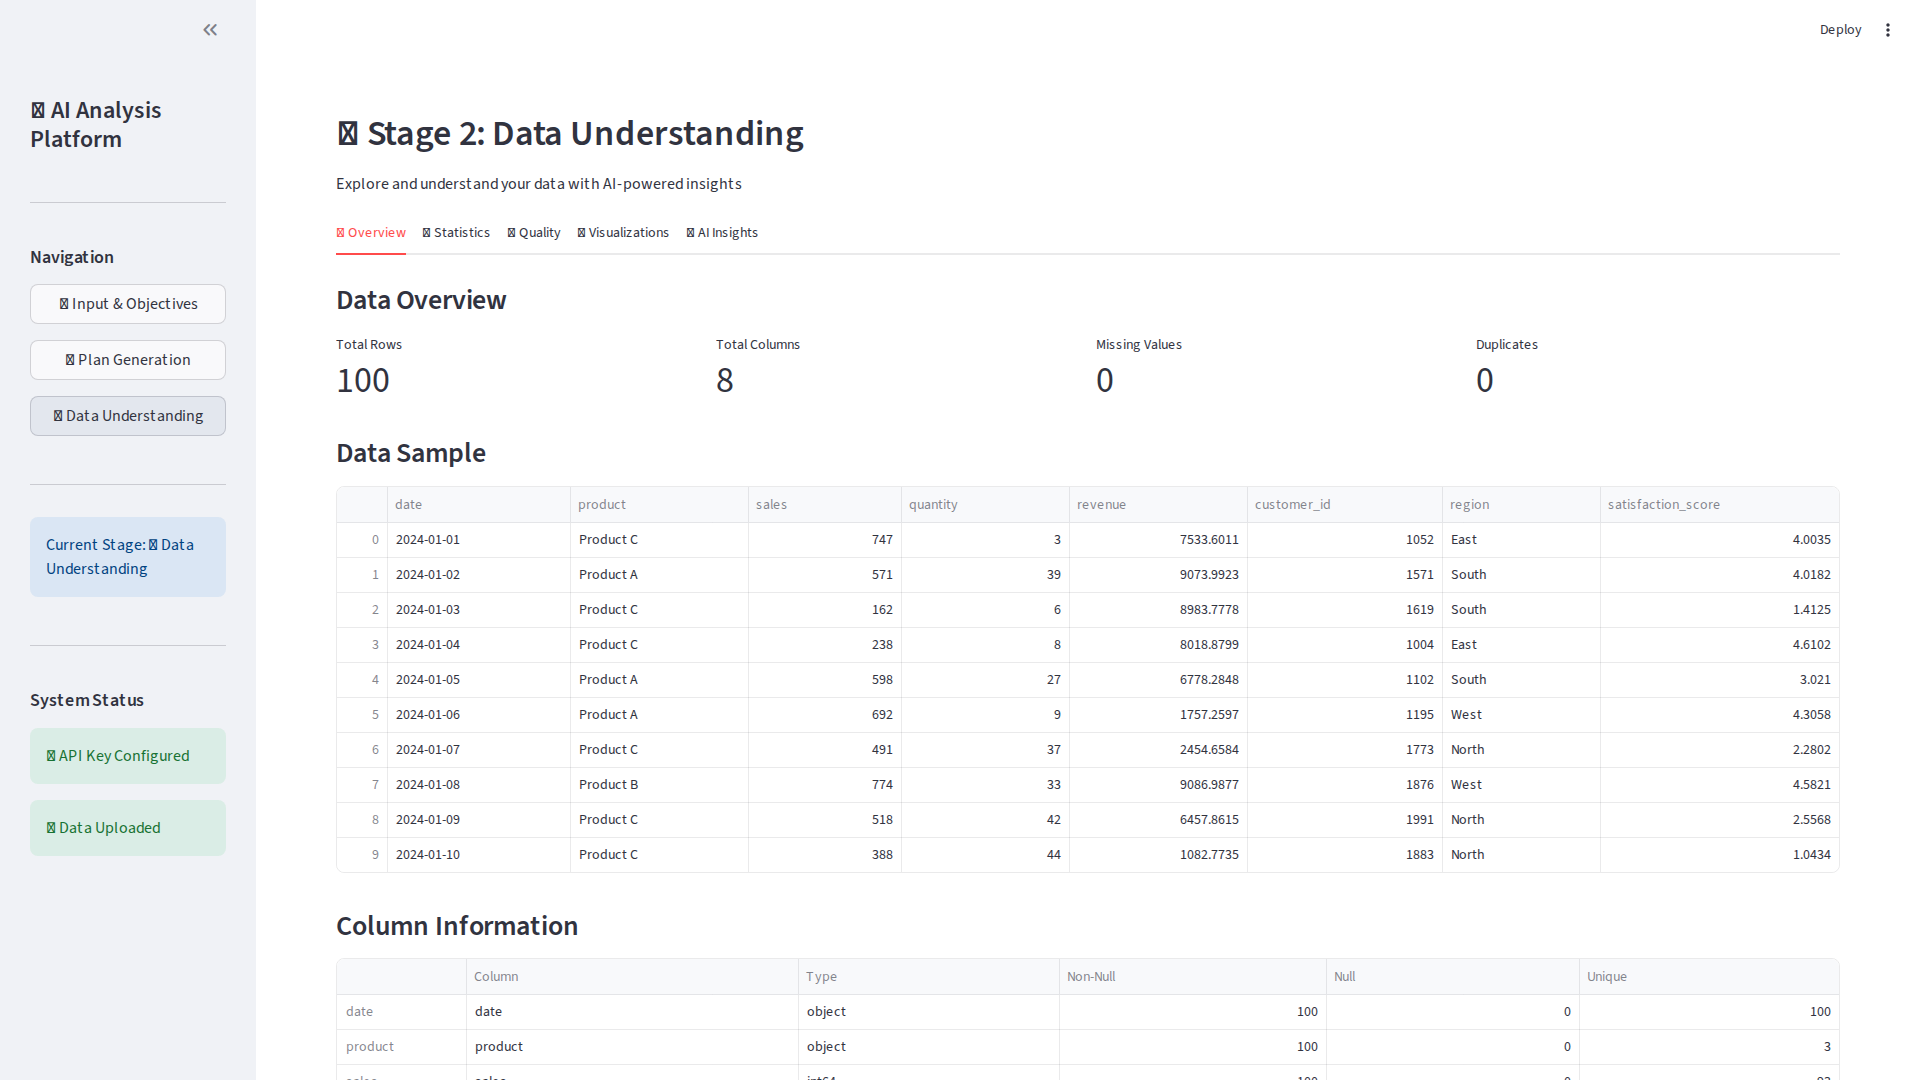 AI Analysis
Platform
Navigation
Input & Objectives
Plan Generation
Data Understanding
Current Stage: Data
Understanding
System Status
API Key Configured
Data Uploaded
Deploy
Stage 2: Data Understanding
Explore and understand your data with AI-powered insights
Overview Statistics Quality Visualizations AI Insights
Data Overview
Total Rows Total Columns Missing Values Duplicates
100 8 0 0
Data Sample
date product sales quantity revenue customer_id region satisfaction_score
0 2024-01-01 Product C 747 3 7533.6011 1052 East 4.0035
1 2024-01-02 Product A 571 39 9073.9923 1571 South 4.0182
2 2024-01-03 Product C 162 6 8983.7778 1619 South 1.4125
3 2024-01-04 Product C 238 8 8018.8799 1004 East 4.6102
4 2024-01-05 Product A 598 27 6778.2848 1102 South 3.021
5 2024-01-06 Product A 692 9 1757.2597 1195 West 4.3058
6 2024-01-07 Product C 491 37 2454.6584 1773 North 2.2802
7 2024-01-08 Product B 774 33 9086.9877 1876 West 4.5821
8 2024-01-09 Product C 518 42 6457.8615 1991 North 2.5568
9 2024-01-10 Product C 388 44 1082.7735 1883 North 1.0434
Column Information
Column Type Non-Null Null Unique
date date object 100 0 100
product product object 100 0 3